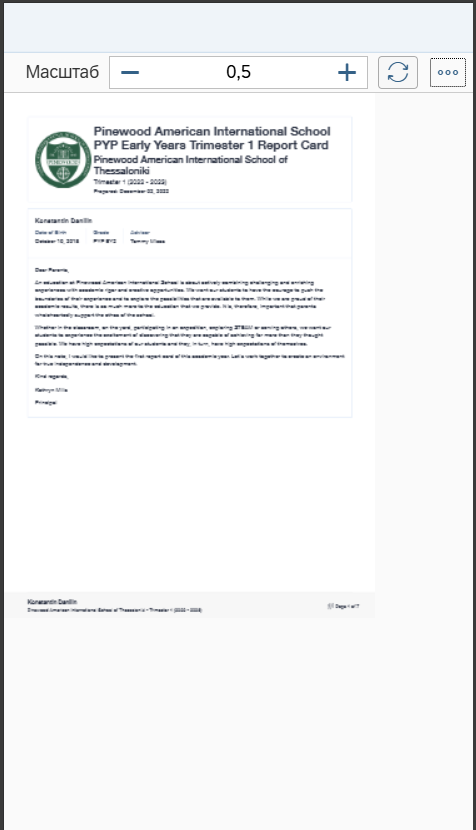 Масштаб
0,5
Pinewood American International School
PYP Early Years Trimester 1 Report Card
Pinewood American International School of
Thessaloniki
Trimester 1 (2022 - 2023)
Prepared: December 22, 2022
PINEWOOD
Konstantin Danilin
Date of Birth Grade Advisor
October 10, 2018 PYP EY2 Tammy
Dear Parents,
An education at Pinewood American International School is about actively combining challenging and enriching
experiences with academic rigor and creative opportunities. We want our students to have the courage to push the
boundaries of their experience and to explore the possibilities that are available to them. While we are proud of their
academic results, there is so much more to the education that we provide. It is, therefore, important that parents
wholeheartedly support the ethos of the school.
Whether in the classroom, on the yard, participating in an exposition, exploring STEAM or serving others, we want our
students to experience the excitement of discovering that they are capable of achieving far more than they thought
possible. We have high expectations of our students and they, in turn, have high expectations of themselves.
On this note, I would like to present the first report card of this academic year. Let's work together to create an environment
for true independence and development.
Kind regards,
Kathryn Mills
Principal
Konstantin Danilin
Pinewood American International School of Thessaloniki - Trimester 1 (2022 - 2023)
Page 1 of 7